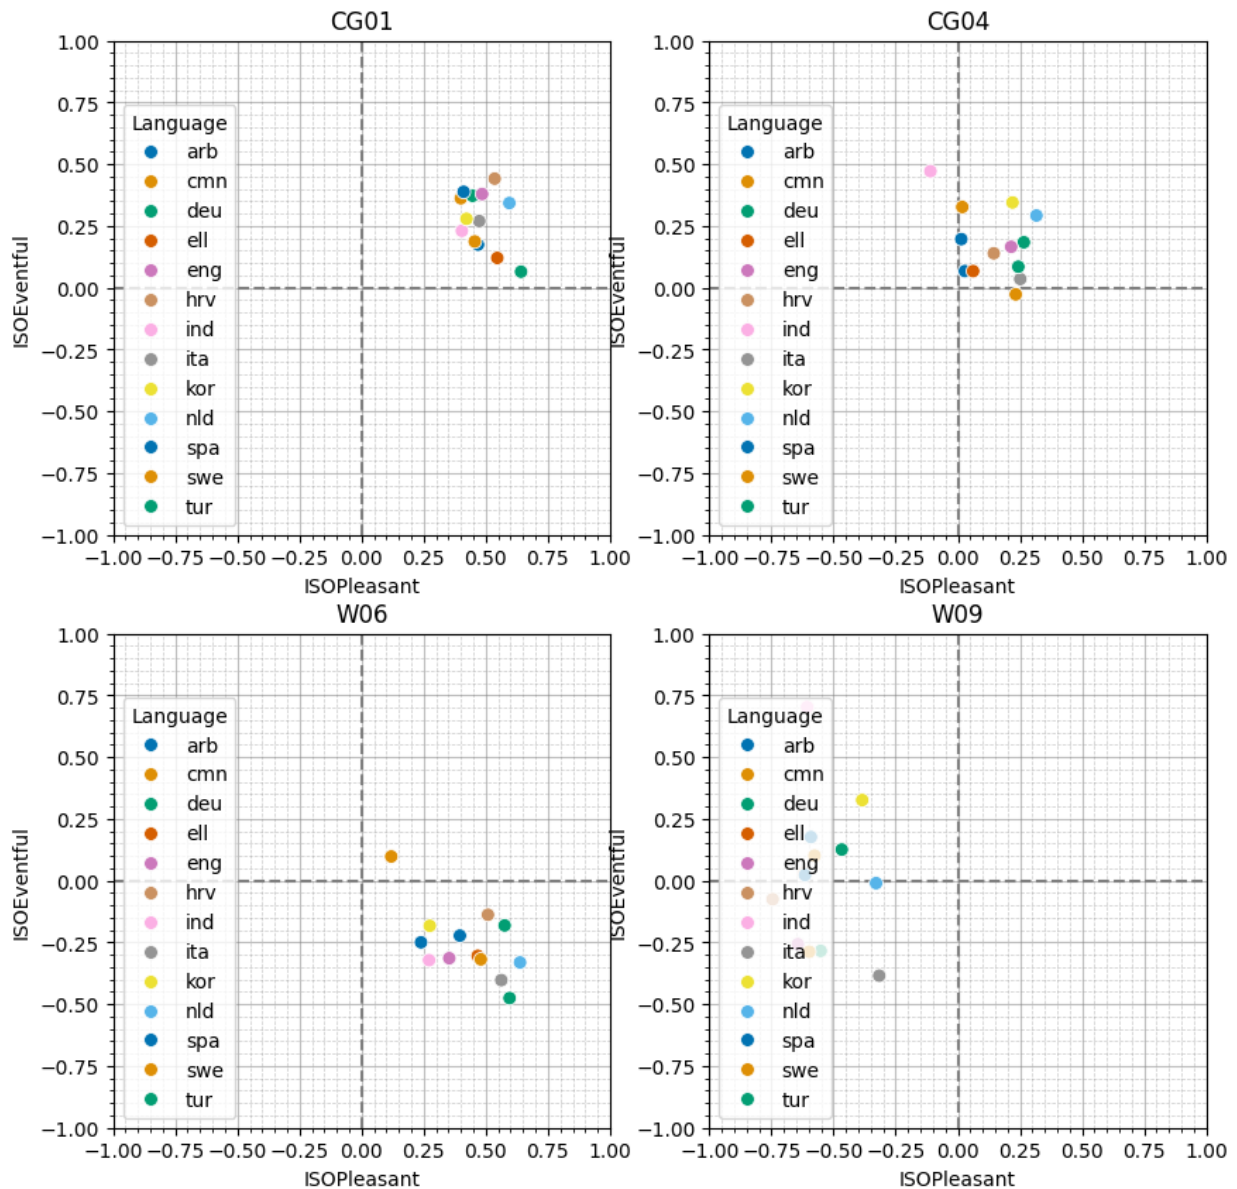 CG01
1.00
0.75
0.50
0.25
0.00
−0.25
−0.50
−0.75
−1.00
ISOEventful
Language
arb
cmn
deu
ell
eng
hrv
ind
ita
kor
nld
spa
swe
tur
−1.00 −0.75 −0.50 −0.25 0.00 0.25 0.50 0.75 1.00
ISOPleasant
CG04
1.00
0.75
0.50
0.25
0.00
−0.25
−0.50
−0.75
−1.00
ISOEventful
Language
arb
cmn
deu
ell
eng
hrv
ind
ita
kor
nld
spa
swe
tur
−1.00 −0.75 −0.50 −0.25 0.00 0.25 0.50 0.75 1.00
ISOPleasant
W06
1.00
0.75
0.50
0.25
0.00
−0.25
−0.50
−0.75
−1.00
ISOEventful
Language
arb
cmn
deu
ell
eng
hrv
ind
ita
kor
nld
spa
swe
tur
−1.00 −0.75 −0.50 −0.25 0.00 0.25 0.50 0.75 1.00
ISOPleasant
W09
1.00
0.75
0.50
0.25
0.00
−0.25
−0.50
−0.75
−1.00
ISOEventful
Language
arb
cmn
deu
ell
eng
hrv
ind
ita
kor
nld
spa
swe
tur
−1.00 −0.75 −0.50 −0.25 0.00 0.25 0.50 0.75 1.00
ISOPleasant